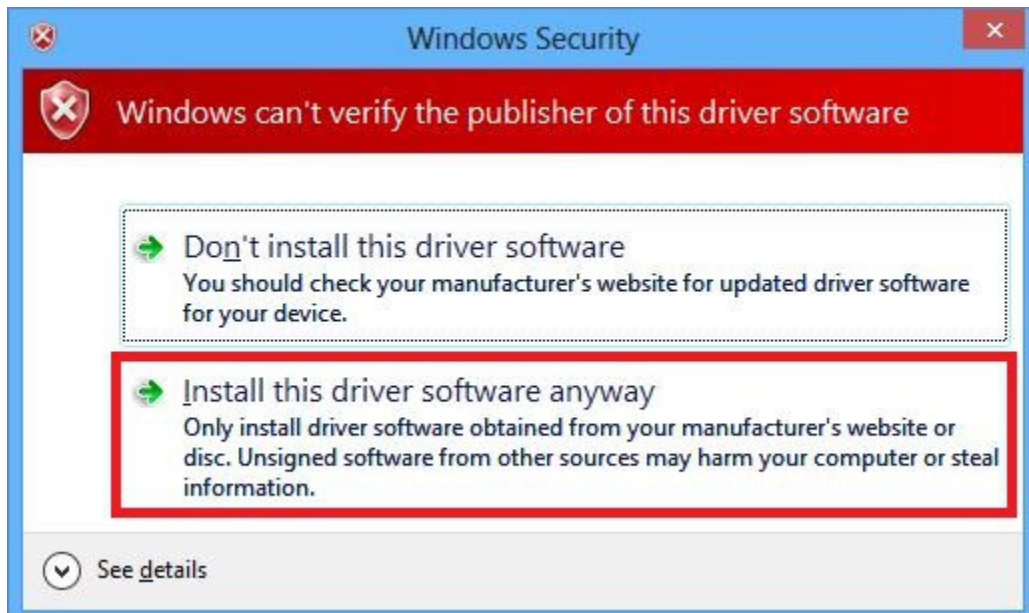 Windows Security
Windows can't verify the publisher of this driver software
Don't install this driver software
You should check your manufacturer's website for updated driver software
for your device.
Install this driver software anyway
Only install driver software obtained from your manufacturer's website or
disc. Unsigned software from other sources may harm your computer or steal
information.
See details